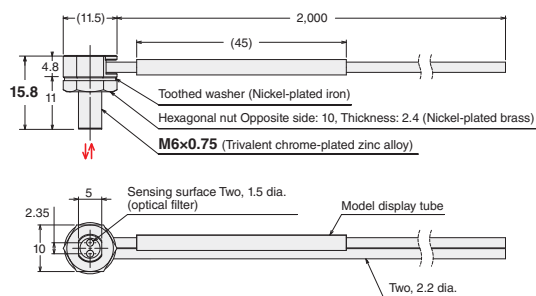 (11.5)
2,000
(45)
4.8
15.8
11
Toothed washer (Nickel-plated iron)
Hexagonal nut Opposite side: 10, Thickness: 2.4 (Nickel-plated brass)
M6×0.75 (Trivalent chrome-plated zinc alloy)
5
Sensing surface Two, 1.5 dia.
(optical filter)
Model display tube
2.35
10
Two, 2.2 dia.